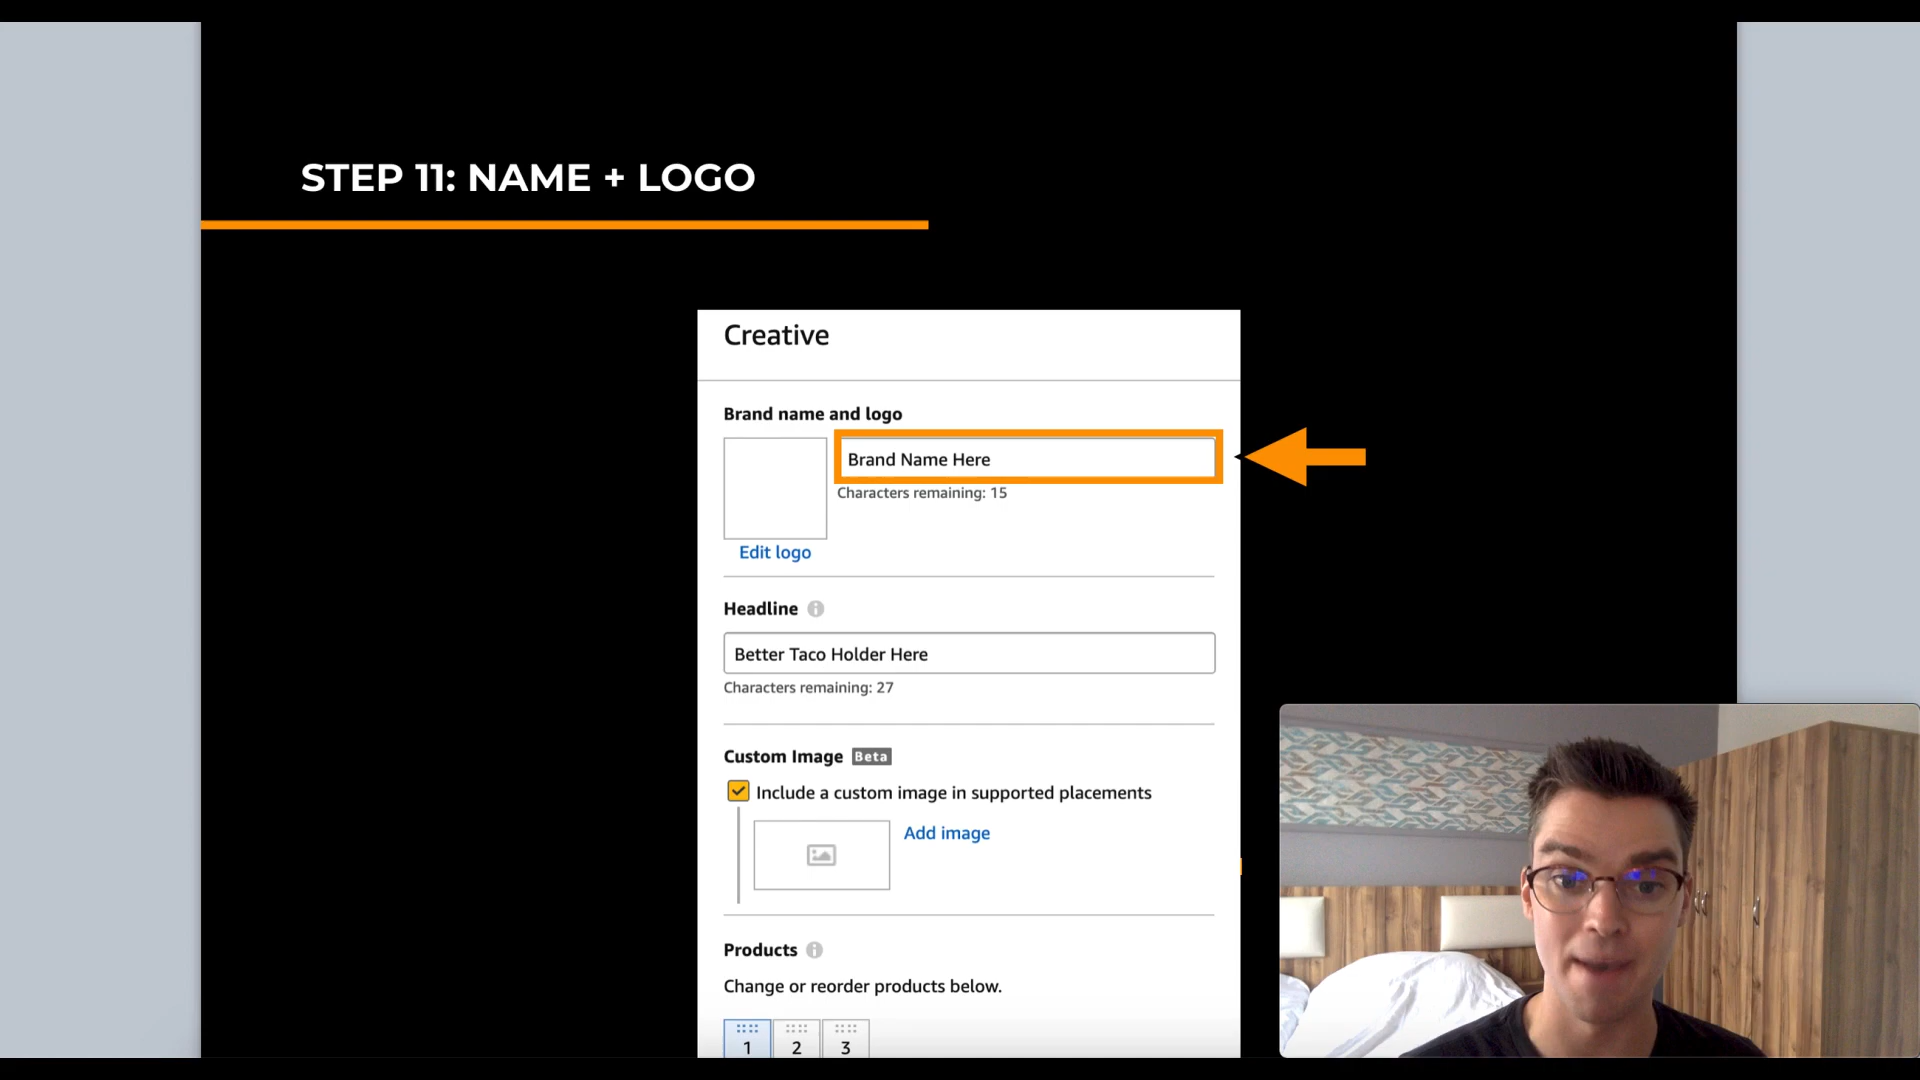 STEP 11: NAME + LOGO
Creative
Brand name and logo
Brand Name Here
Characters remaining: 15
Edit logo
Headline
Better Taco Holder Here
Characters remaining: 27
Custom Image Beta
Include a custom image in supported placements
Add image
Products
Change or reorder products below.
1 2 3